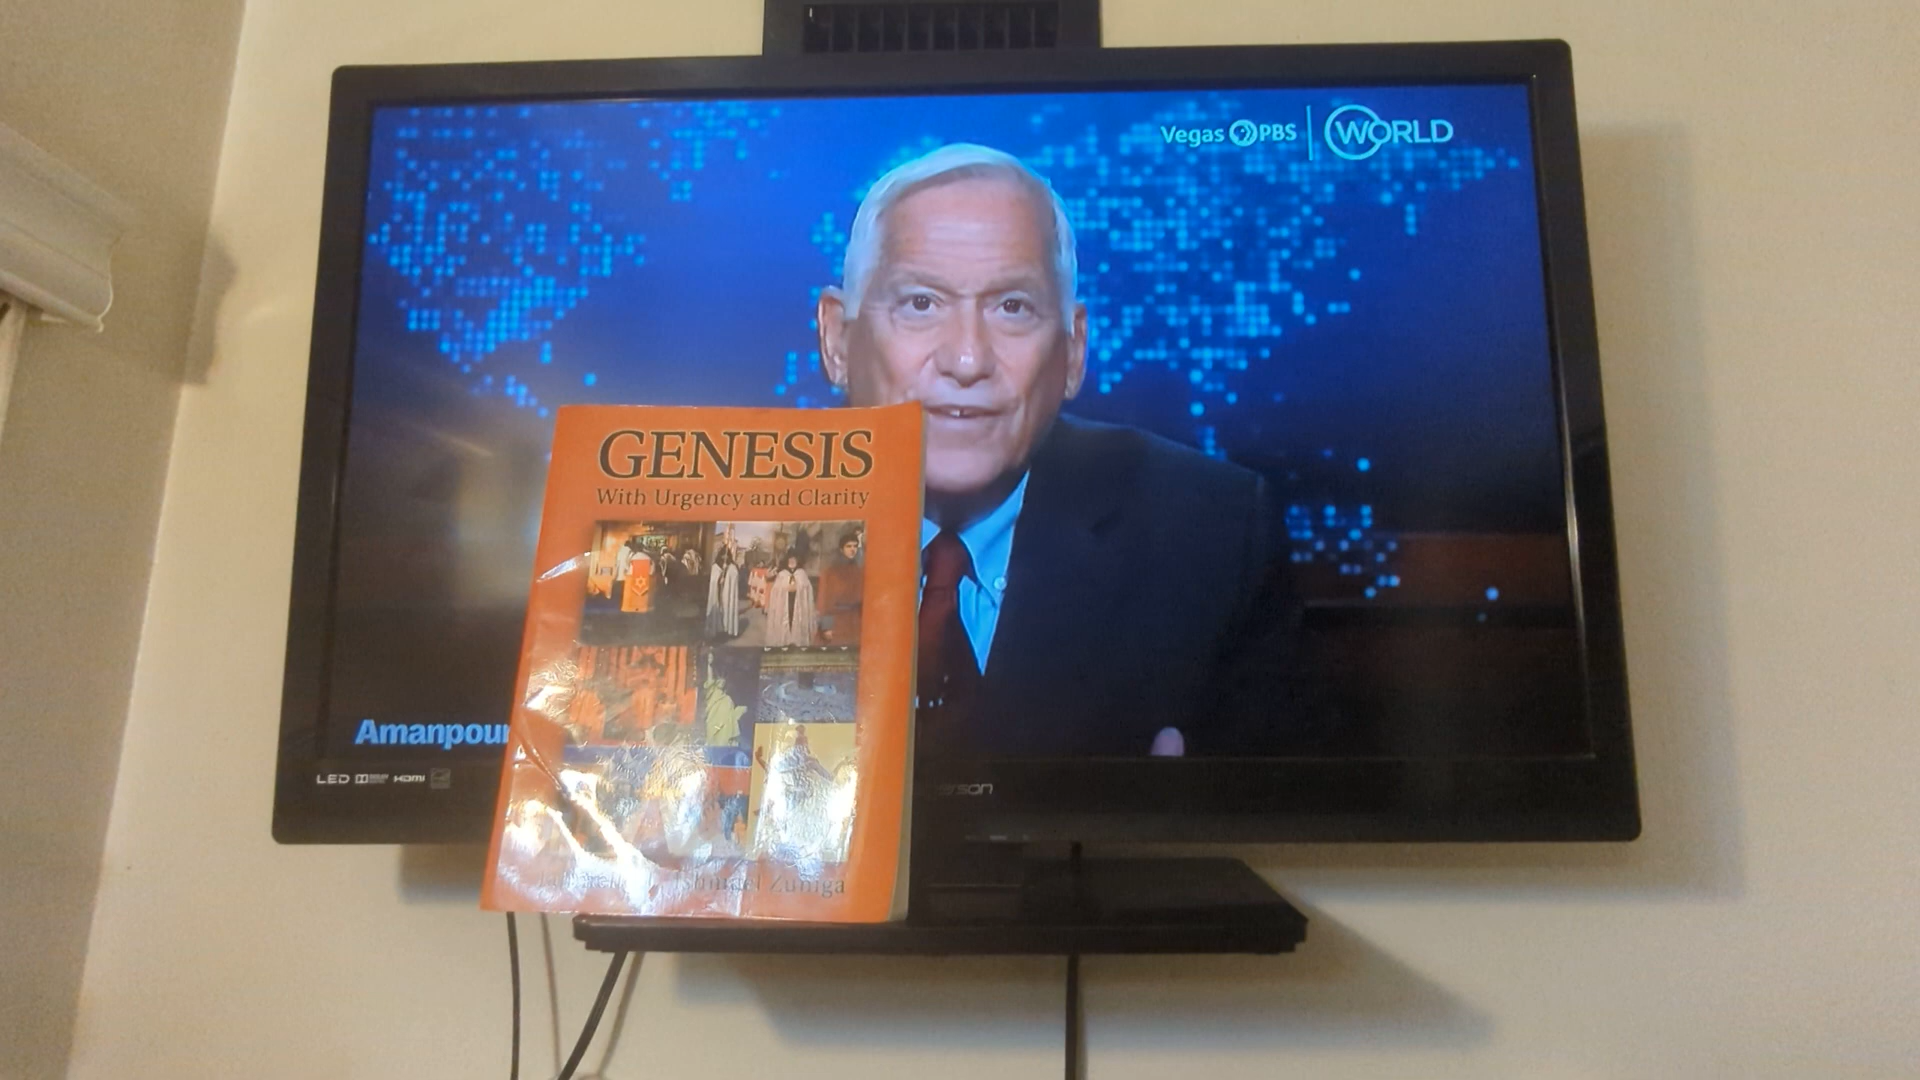 Vegas PBS | WORLD
GENESIS
With Urgency and Clarity
Amanpour
LED HDMI
Zuniga